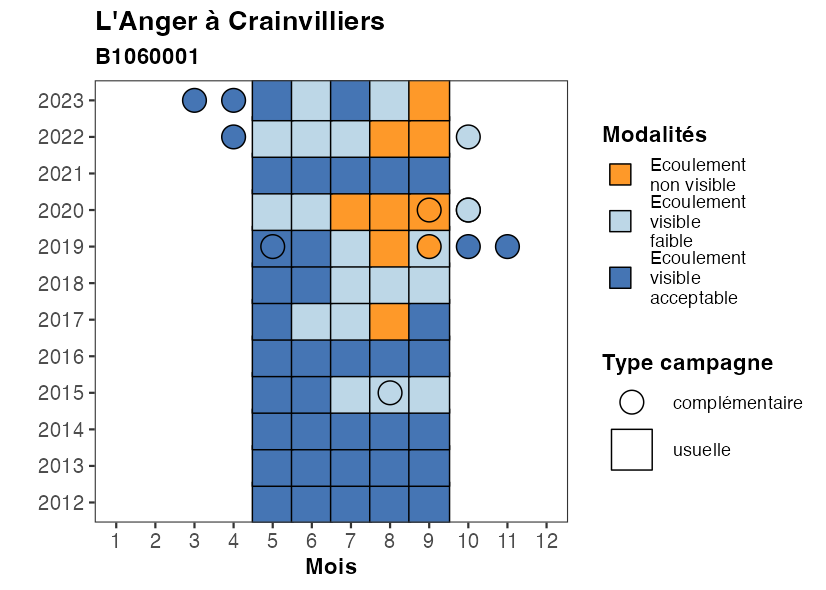 L'Anger à Crainvilliers
B1060001
2023
2022
2021
2020
2019
2018
2017
2016
2015
2014
2013
2012
1 2 3 4 5 6 7 8 9 10 11 12
Mois
Modalités
Ecoulement
non visible
Ecoulement
visible
faible
Ecoulement
visible
acceptable
Type campagne
complémentaire
usuelle